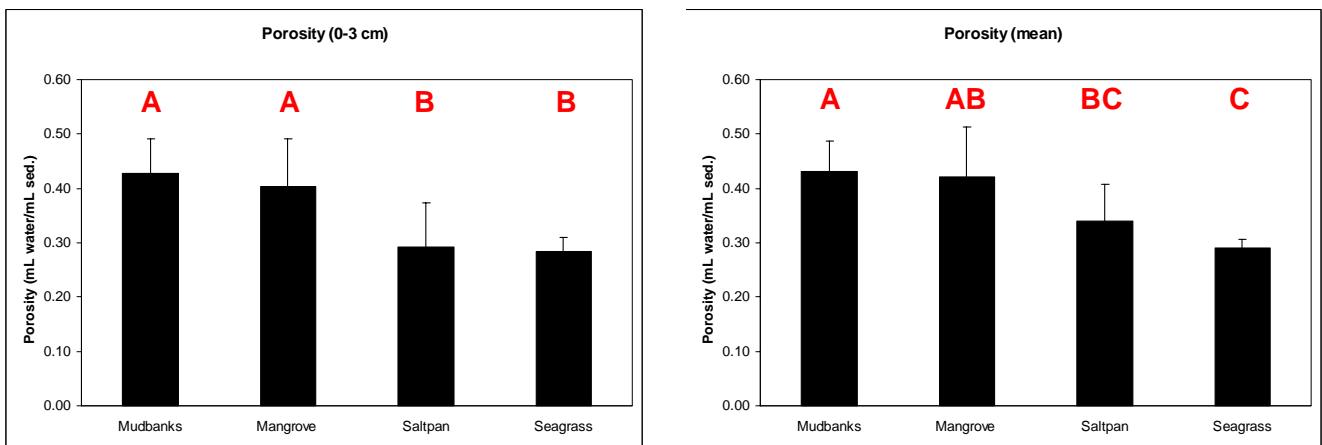 Porosity (0-3 cm)
Porosity (mL water/mL sed.)
0.60
0.50
0.40
0.30
0.20
0.10
0.00
A A B B
Mudbanks Mangrove Saltpan Seagrass
Porosity (mean)
Porosity (mL water/mL sed.)
0.60
0.50
0.40
0.30
0.20
0.10
0.00
A AB BC C
Mudbanks Mangrove Saltpan Seagrass